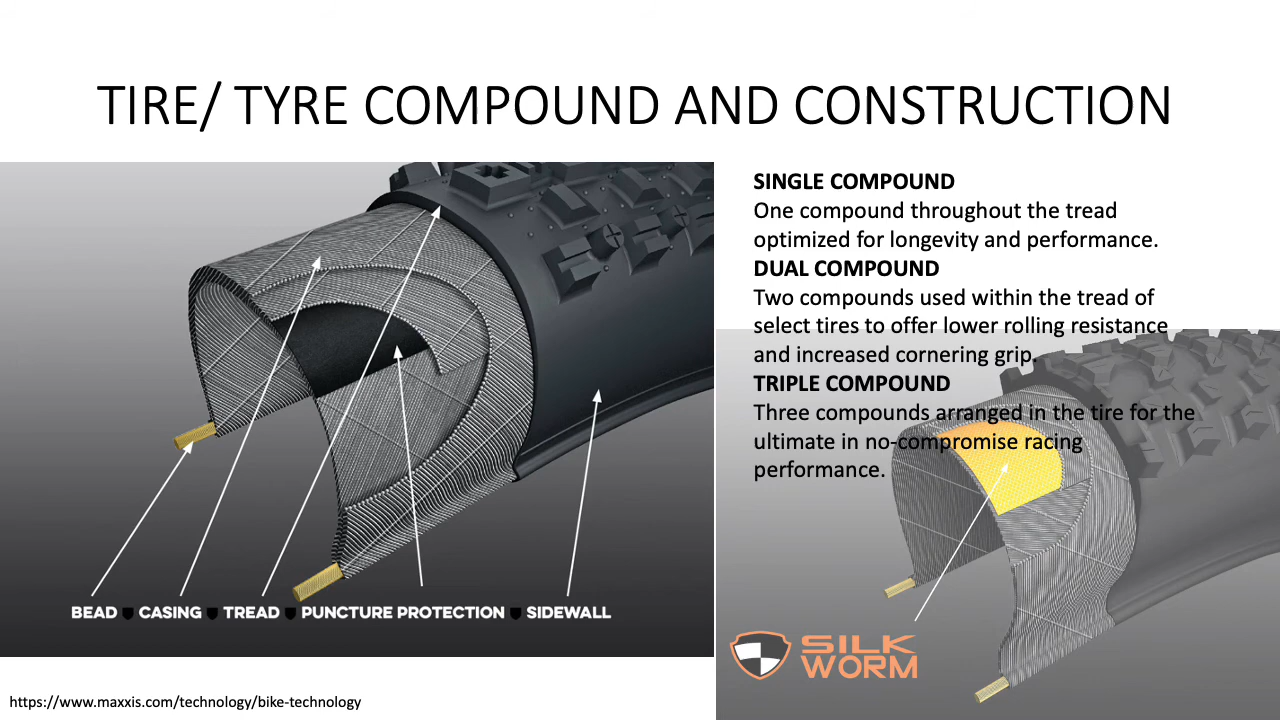 TIRE/ TYRE COMPOUND AND CONSTRUCTION
SINGLE COMPOUND
One compound throughout the tread
optimized for longevity and performance.
DUAL COMPOUND
Two compounds used within the tread of
select tires to offer lower rolling resistance
and increased cornering grip.
TRIPLE COMPOUND
Three compounds arranged in the tire for the
ultimate in no-compromise racing
performance.
BEAD CASING TREAD PUNCTURE PROTECTION SIDEWALL
SILK
WORM
https://www.maxxis.com/technology/bike-technology